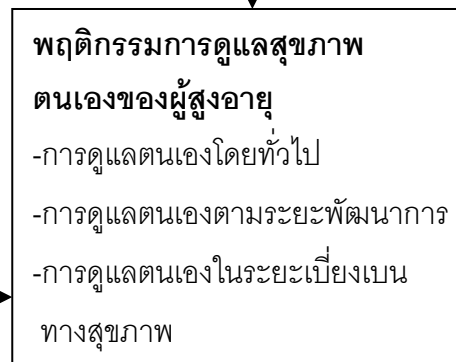 พฤติกรรมการดูแลสุขภาพ
ตนเองของผู้สูงอายุ
-การดูแลตนเองโดยทั่วไป
-การดูแลตนเองตามระยะพัฒนาการ
-การดูแลตนเองในระยะเบี่ยงเบน
ทางสุขภาพ